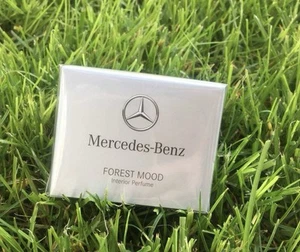 Mercedes-Benz
FOREST MOOD
Interior Perfume